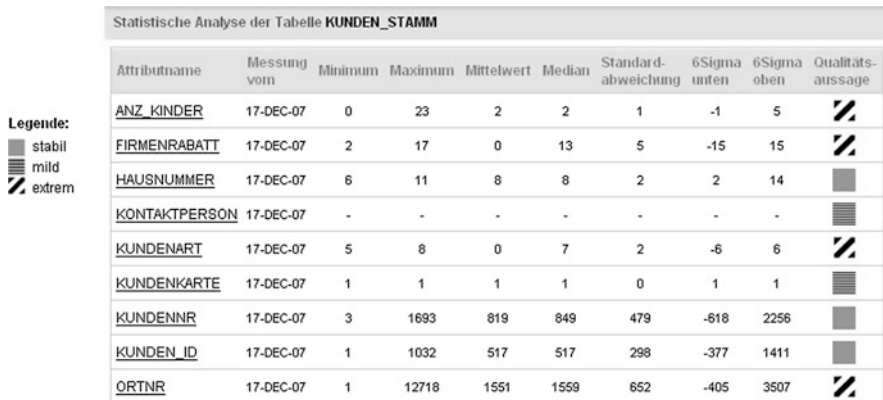 Statistische Analyse der Tabelle KUNDEN_STAMM
Attributname Messung vom Minimum Maximum Mittelwert Median Standard-abweichung 6Sigma unten 6Sigma oben Qualitäts-aussage
ANZ_KINDER 17-DEC-07 0 23 2 2 1 -1 5
FIRMENRABATT 17-DEC-07 2 17 0 13 5 -15 15
HAUSNUMMER 17-DEC-07 6 11 8 8 2 2 14
KONTAKTPERSON 17-DEC-07 - - - - - - -
KUNDENART 17-DEC-07 5 8 0 7 2 -6 6
KUNDENKARTE 17-DEC-07 1 1 1 1 0 1 1
KUNDENNR 17-DEC-07 3 1693 819 849 479 -618 2256
KUNDEN_ID 17-DEC-07 1 1032 517 517 298 -377 1411
ORTNR 17-DEC-07 1 12718 1551 1559 652 -405 3507
Legende:
stabil
mild
extrem